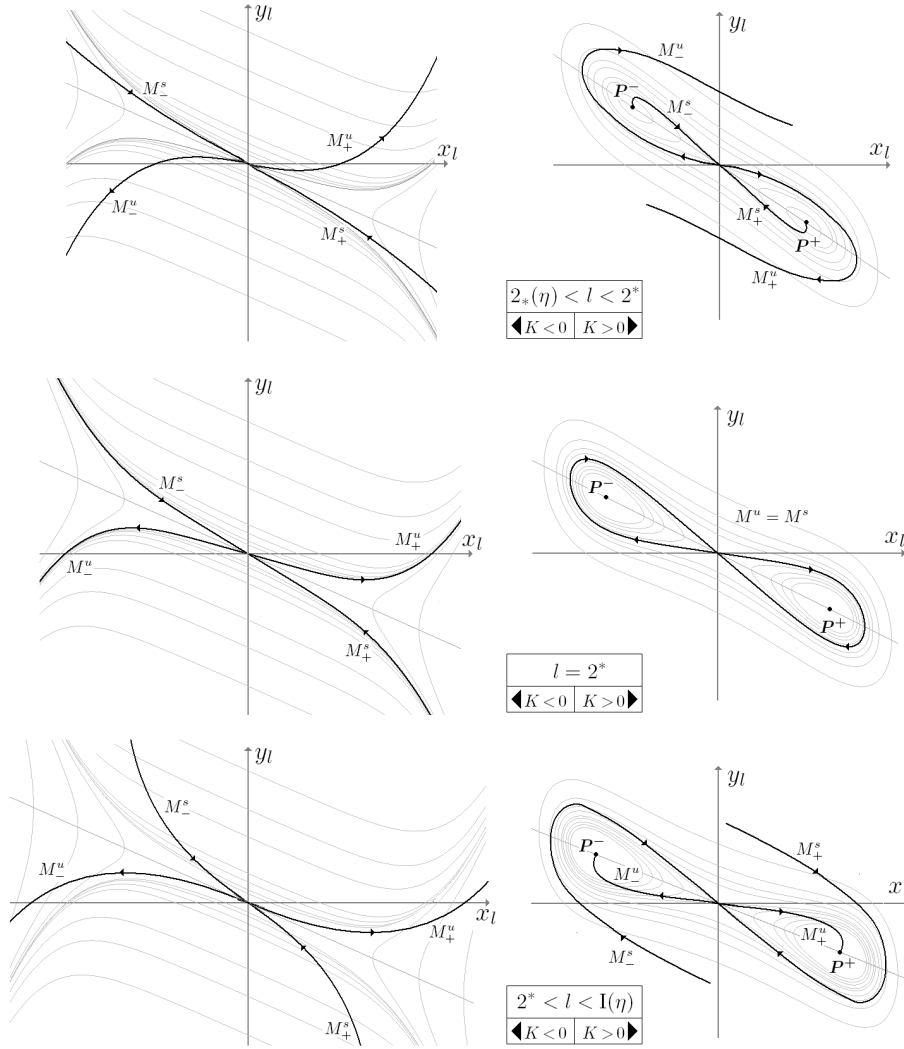 y_l
M^s_-
M^u_+
x_l
M^u_-
M^s_+
y_l
M^u_-
P^-
M^s_-
x_l
M^s_+
P^+
M^u_+
2_*(η) < l < 2^*
K<0 K>0
y_l
M^s_-
M^u_+
x_l
M^u_-
M^s_+
y_l
P^-
M^u = M^s
x_l
P^+
l = 2^*
K<0 K>0
y_l
M^s_-
M^u_-
x_l
M^u_+
M^s_+
y_l
P^-
M^s_+
M^u_-
x
M^u_+
M^s_-
P^+
2^* < l < I(η)
K<0 K>0